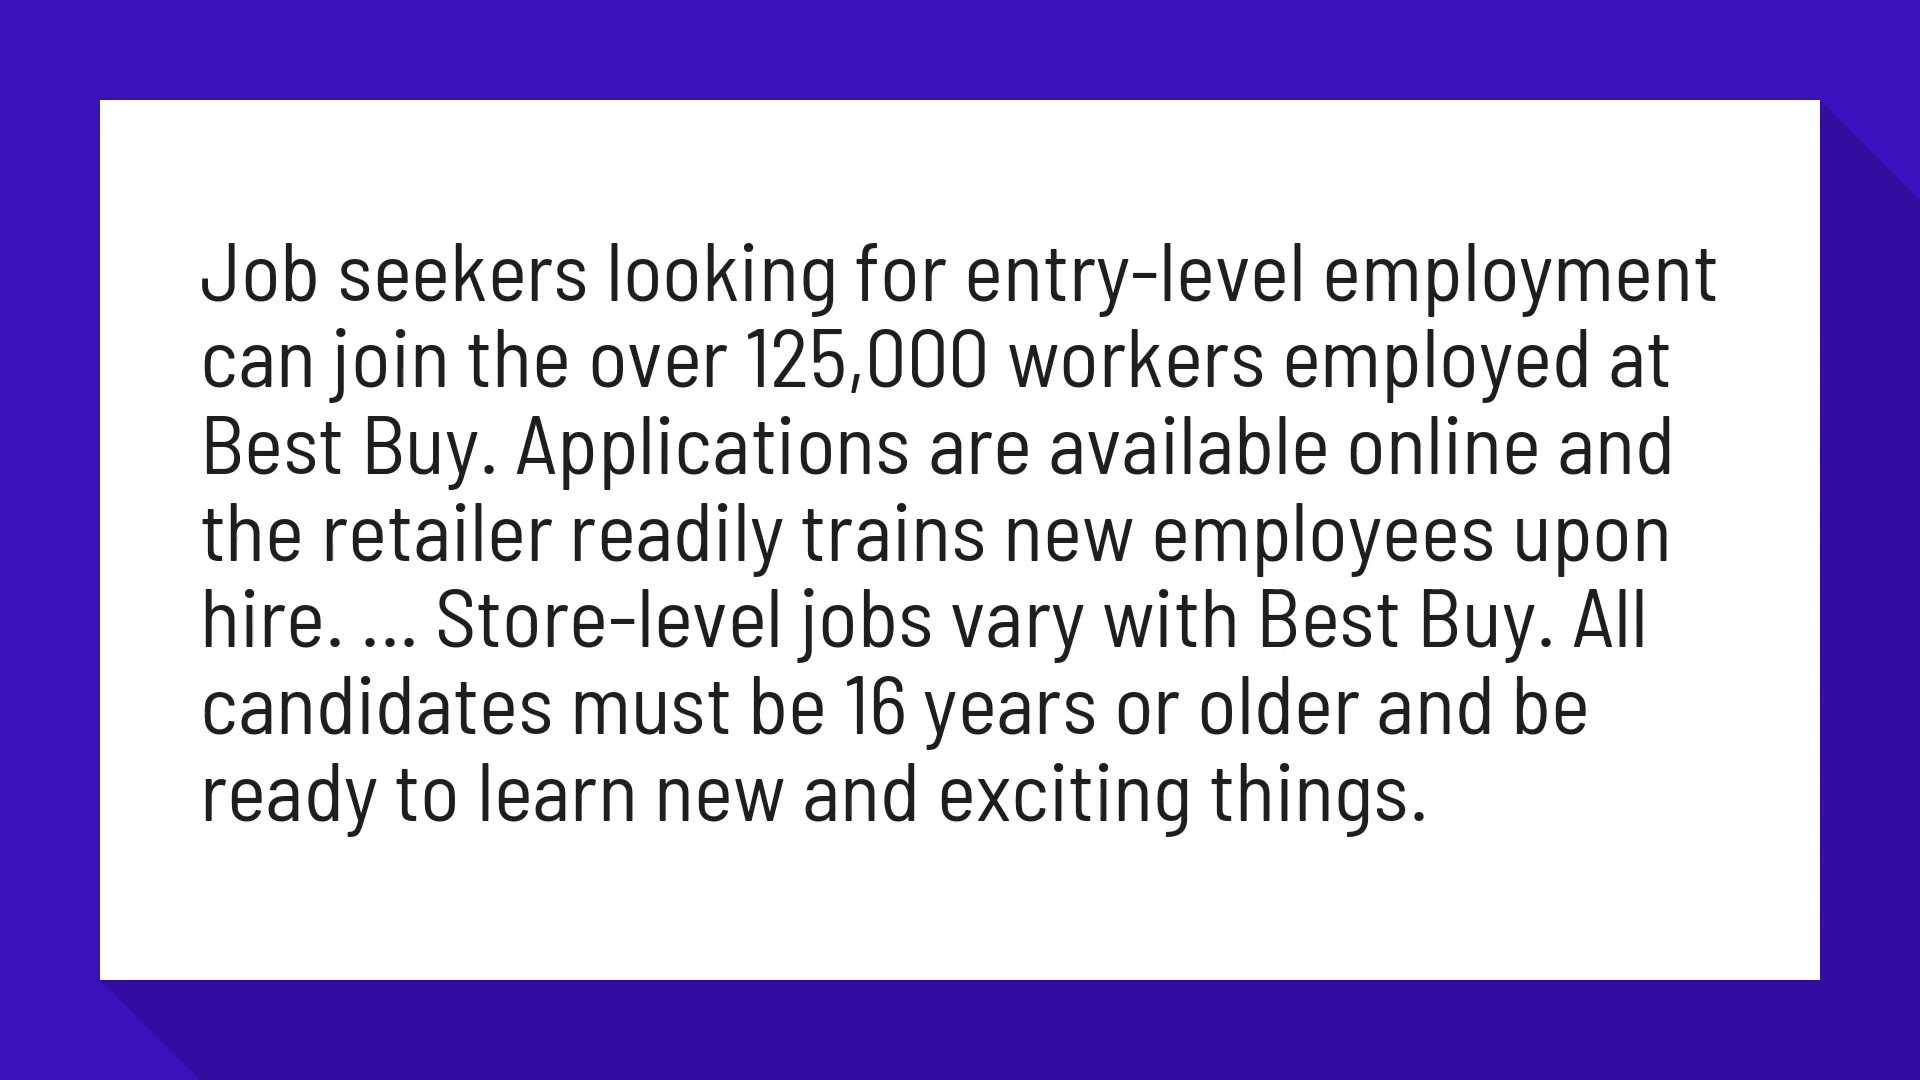 Job seekers looking for entry-level employment
can join the over 125,000 workers employed at
Best Buy. Applications are available online and
the retailer readily trains new employees upon
hire. ... Store-level jobs vary with Best Buy. All
candidates must be 16 years or older and be
ready to learn new and exciting things.